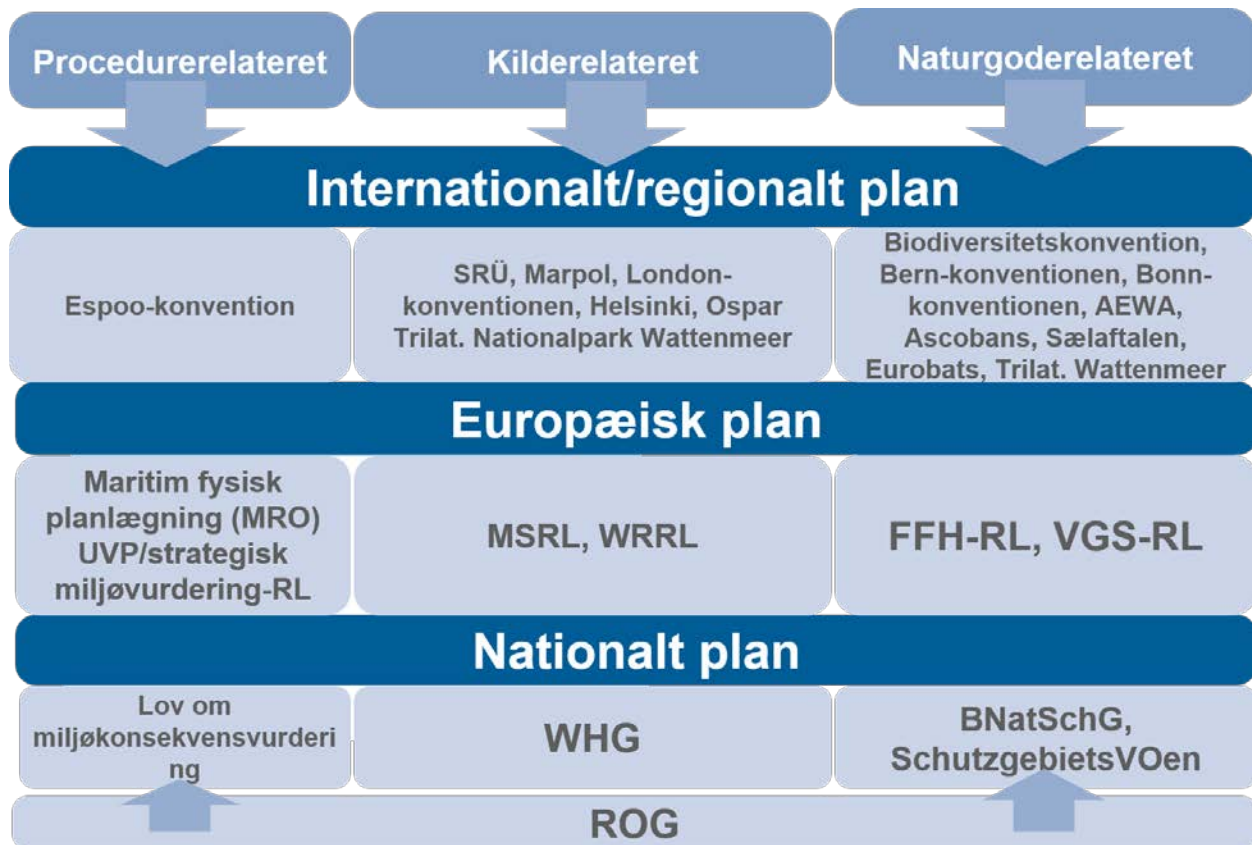 Procedurerelateret
Kilderelateret
Naturgoderelateret
Internationalt/regionalt plan
Espoo-konvention
SRÜ, Marpol, London-
konventionen, Helsinki, Ospar
Trilat. Nationalpark Wattenmeer
Biodiversitetskonvention,
Bern-konventionen, Bonn-
konventionen, AEWA,
Ascobans, Sælaftalen,
Eurobats, Trilat. Wattenmeer
Europæisk plan
Maritim fysisk
planlægning (MRO)
UVP/strategisk
miljøvurdering-RL
MSRL, WRRL
FFH-RL, VGS-RL
Nationalt plan
Lov om
miljøkonsekvensvurderi
ng
WHG
BNatSchG,
SchutzgebietsVOen
ROG